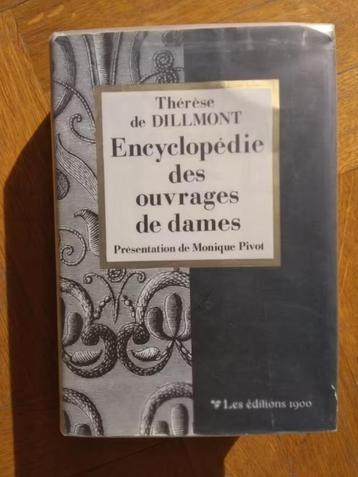 Thérèse
de DILLMONT
Encyclopédie
des
ouvrages
de dames
Présentation de Monique Pivot
Les éditions 1900